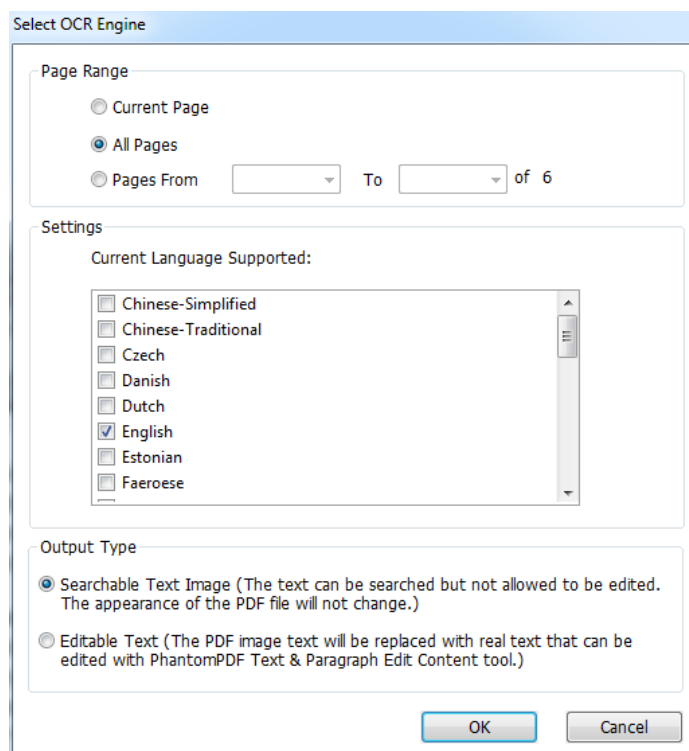 Select OCR Engine
Page Range
Current Page
All Pages
Pages From To of 6
Settings
Current Language Supported:
Chinese-Simplified
Chinese-Traditional
Czech
Danish
Dutch
English
Estonian
Faeroese
Output Type
Searchable Text Image (The text can be searched but not allowed to be edited.
The appearance of the PDF file will not change.)
Editable Text (The PDF image text will be replaced with real text that can be
edited with PhantomPDF Text & Paragraph Edit Content tool.)
OK Cancel